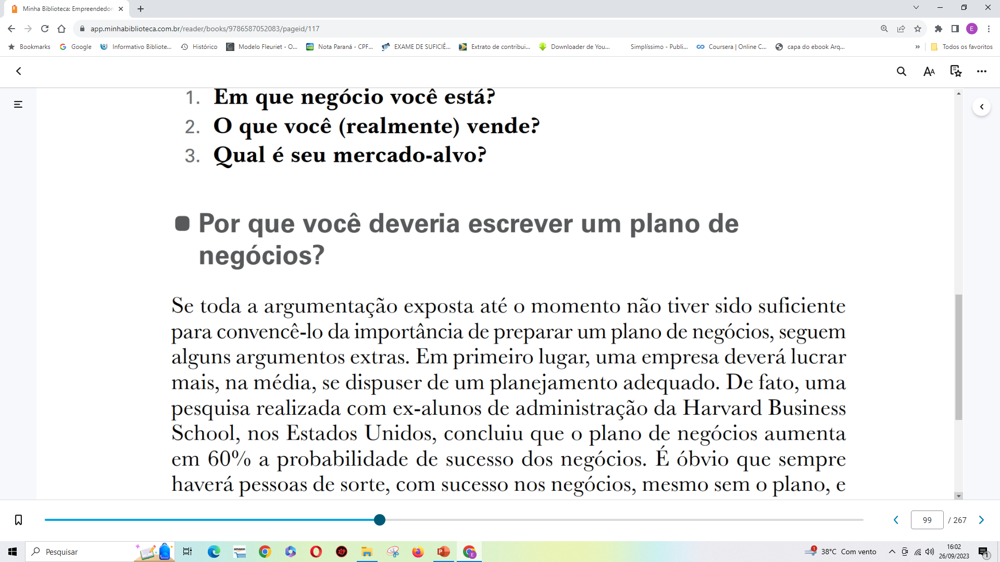 Minha Biblioteca: Empreendedor
app.minhabiblioteca.com.br/reader/books/9786587052083/pageid/117
E
Bookmarks
Google
Informativo Bibliote...
Histórico
Modelo Fleuriet - O...
Nota Paraná - CPF...
EXAME DE SUFICIÊ...
Extrato de contribui...
Downloader de You...
Simplíssimo - Publi...
Coursera | Online C...
capa do ebook Arq...
»
Todos os favoritos
AA
1. Em que negócio você está?
2. O que você (realmente) vende?
3. Qual é seu mercado-alvo?
Por que você deveria escrever um plano de
negócios?
Se toda a argumentação exposta até o momento não tiver sido suficiente
para convencê-lo da importância de preparar um plano de negócios, seguem
alguns argumentos extras. Em primeiro lugar, uma empresa deverá lucrar
mais, na média, se dispuser de um planejamento adequado. De fato, uma
pesquisa realizada com ex-alunos de administração da Harvard Business
School, nos Estados Unidos, concluiu que o plano de negócios aumenta
em 60% a probabilidade de sucesso dos negócios. É óbvio que sempre
haverá pessoas de sorte, com sucesso nos negócios, mesmo sem o plano, e
99 / 267
Pesquisar
amazon
1
38°C Com vento
16:02
26/09/2023
1